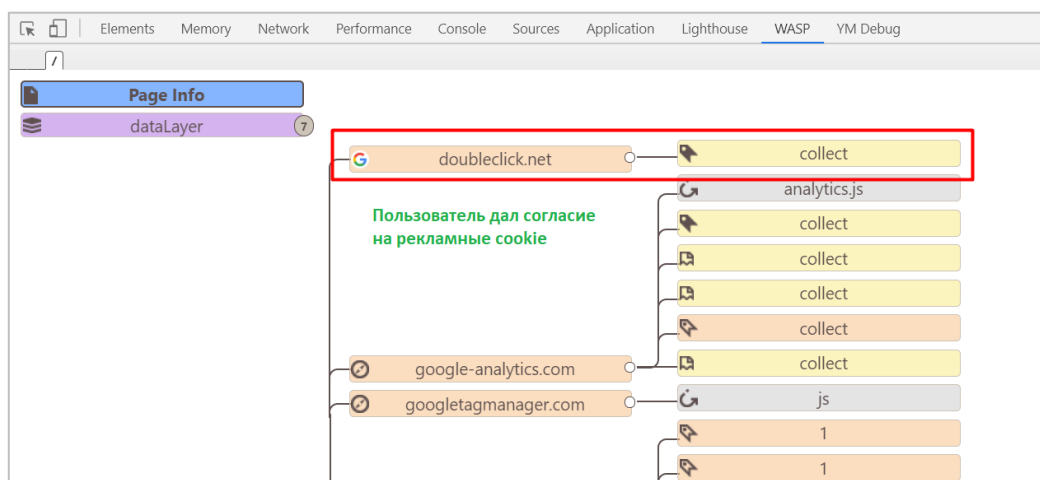 Elements Memory Network Performance Console Sources Application Lighthouse WASP YM Debug
/
Page Info
dataLayer 7
doubleclick.net collect
analytics.js
Пользователь дал согласие
на рекламные cookie
collect
collect
collect
collect
google-analytics.com collect
googletagmanager.com js
1
1